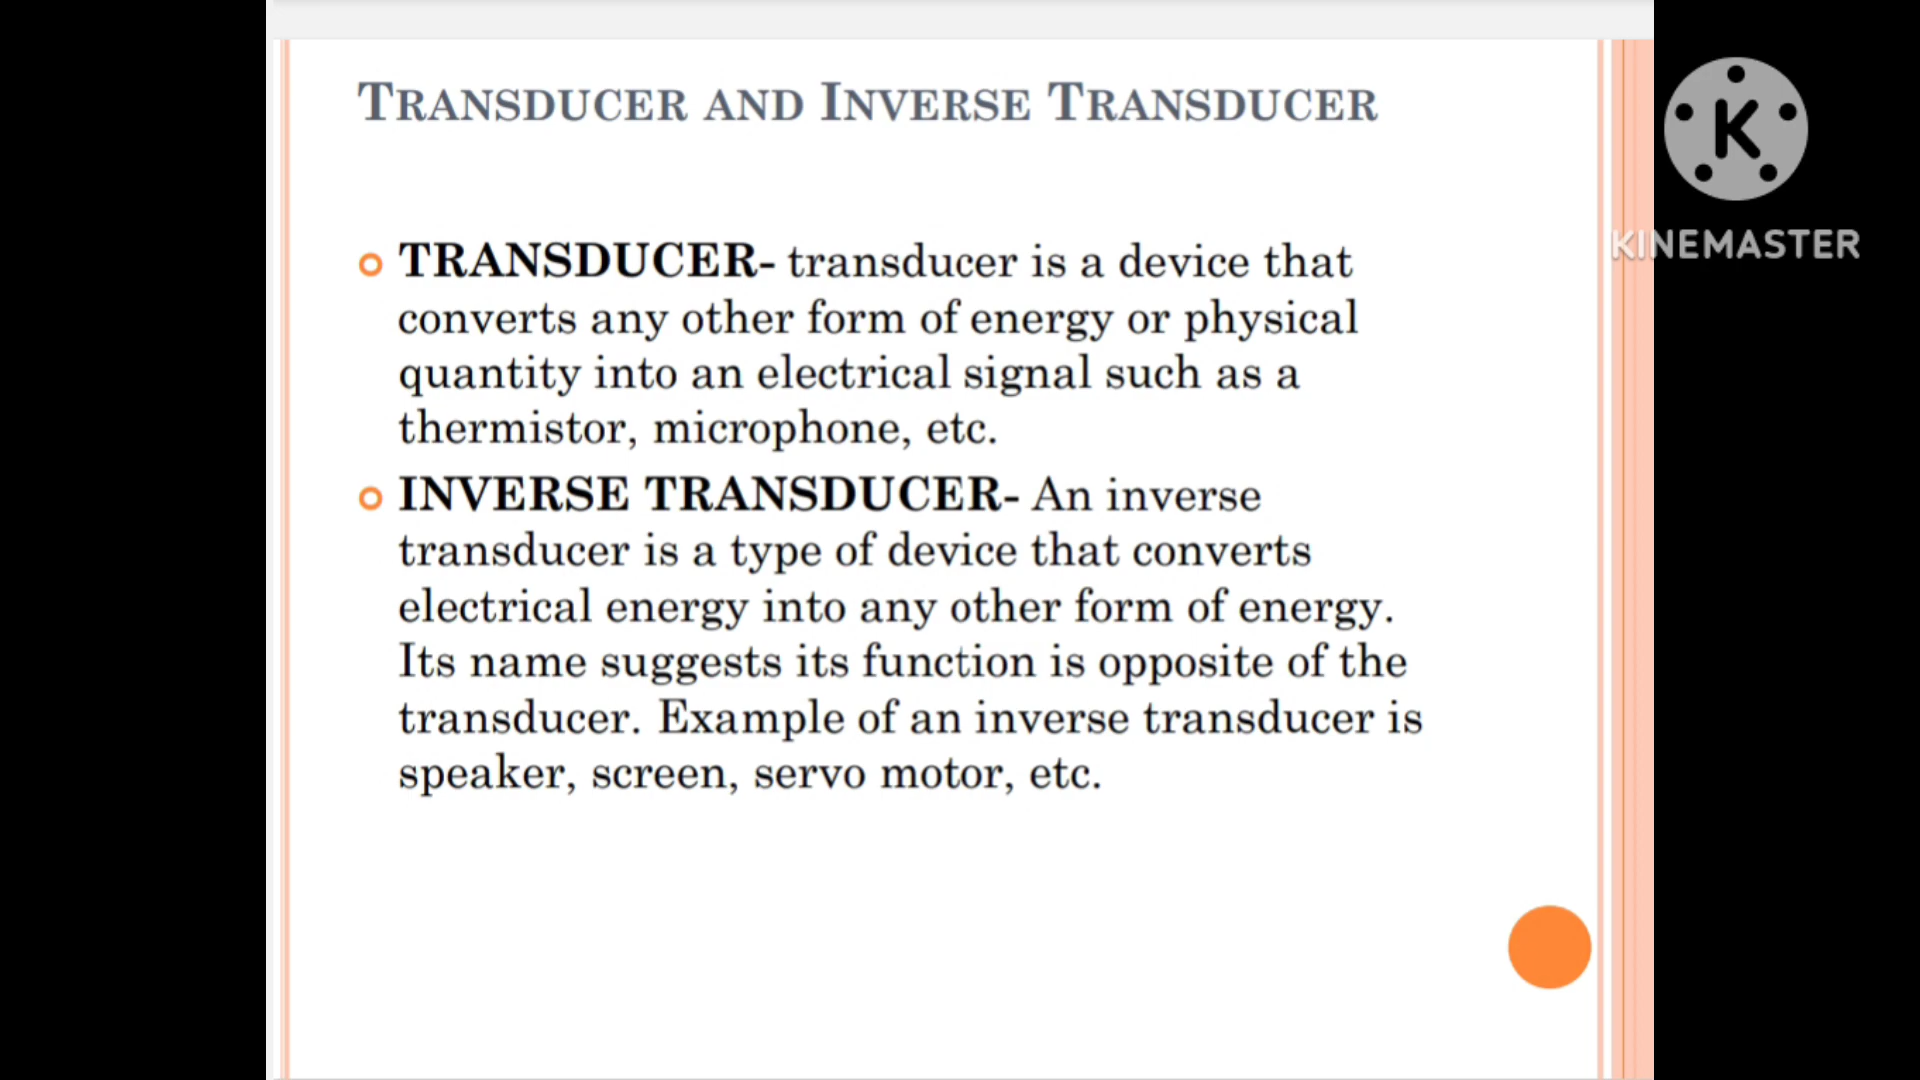 TRANSDUCER AND INVERSE TRANSDUCER
K
KINEMASTER
TRANSDUCER- transducer is a device that
converts any other form of energy or physical
quantity into an electrical signal such as a
thermistor, microphone, etc.
INVERSE TRANSDUCER- An inverse
transducer is a type of device that converts
electrical energy into any other form of energy.
Its name suggests its function is opposite of the
transducer. Example of an inverse transducer is
speaker, screen, servo motor, etc.